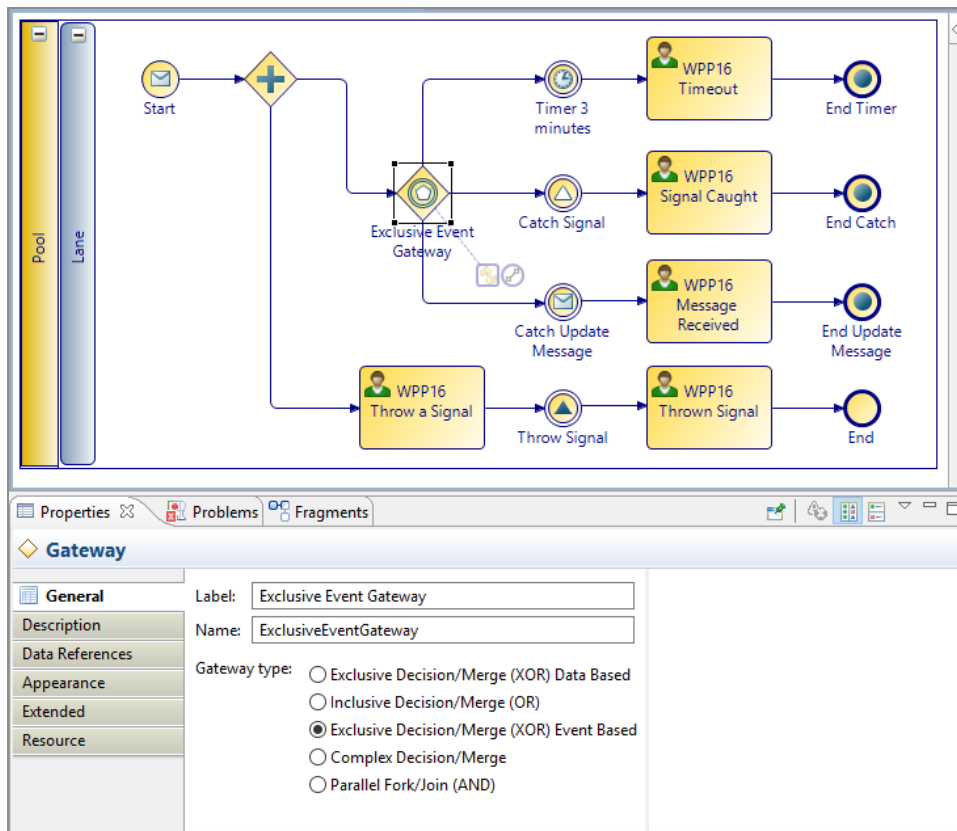 Pool
Lane
Start
Timer 3
minutes
WPP16
Timeout
End Timer
Exclusive Event
Gateway
Catch Signal
WPP16
Signal Caught
End Catch
Catch Update
Message
WPP16
Message
Received
End Update
Message
WPP16
Throw a Signal
Throw Signal
WPP16
Thrown Signal
End
Properties
Problems
Fragments
Gateway
General
Description
Data References
Appearance
Extended
Resource
Label: Exclusive Event Gateway
Name: ExclusiveEventGateway
Gateway type:
Exclusive Decision/Merge (XOR) Data Based
Inclusive Decision/Merge (OR)
Exclusive Decision/Merge (XOR) Event Based
Complex Decision/Merge
Parallel Fork/Join (AND)